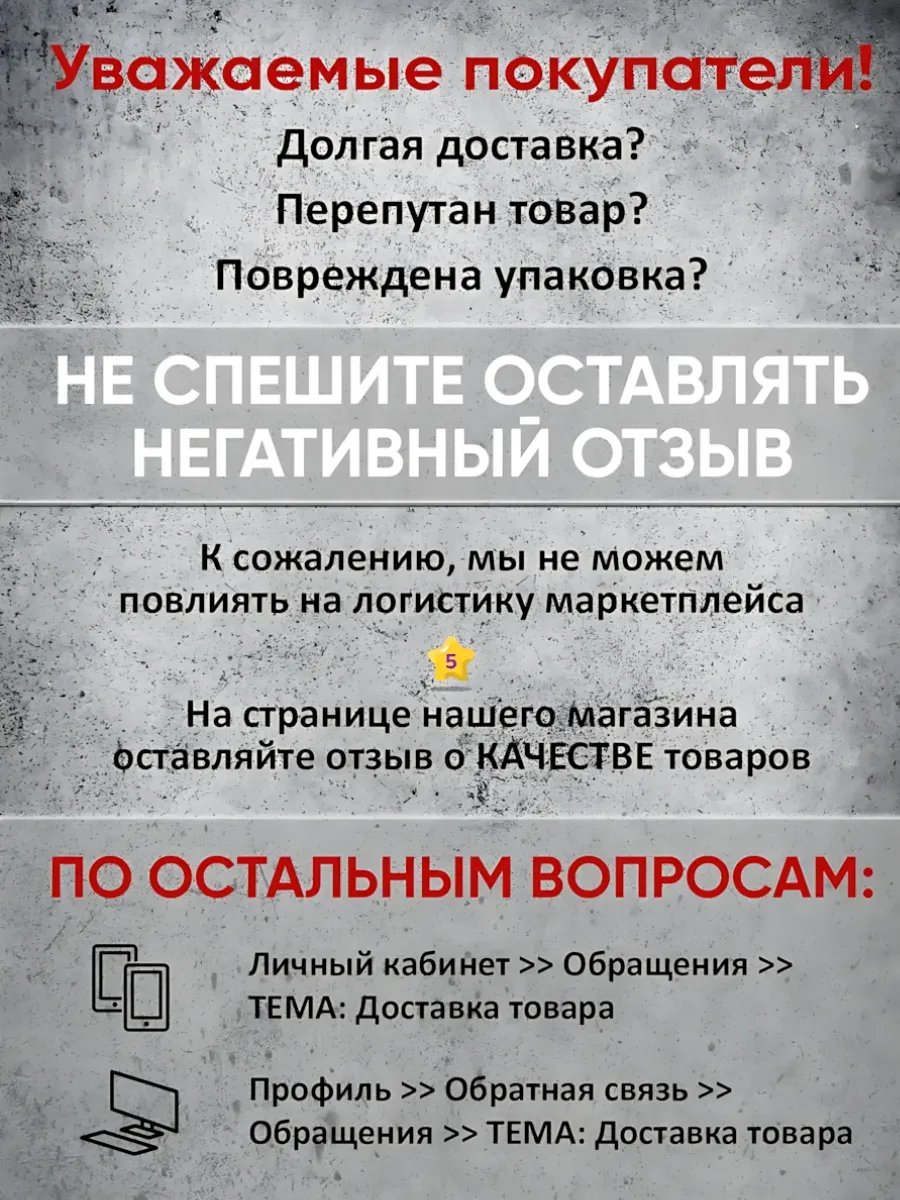 Уважаемые покупатели!
Долгая доставка?
Перепутан товар?
Повреждена упаковка?
НЕ СПЕШИТЕ ОСТАВЛЯТЬ
НЕГАТИВНЫЙ ОТЗЫВ
К сожалению, мы не можем
повлиять на логистику маркетплейса
5
На странице нашего магазина
оставляйте отзыв о КАЧЕСТВЕ товаров
ПО ОСТАЛЬНЫМ ВОПРОСАМ:
Личный кабинет >> Обращения >>
ТЕМА: Доставка товара
Профиль >> Обратная связь >>
Обращения >> ТЕМА: Доставка товара